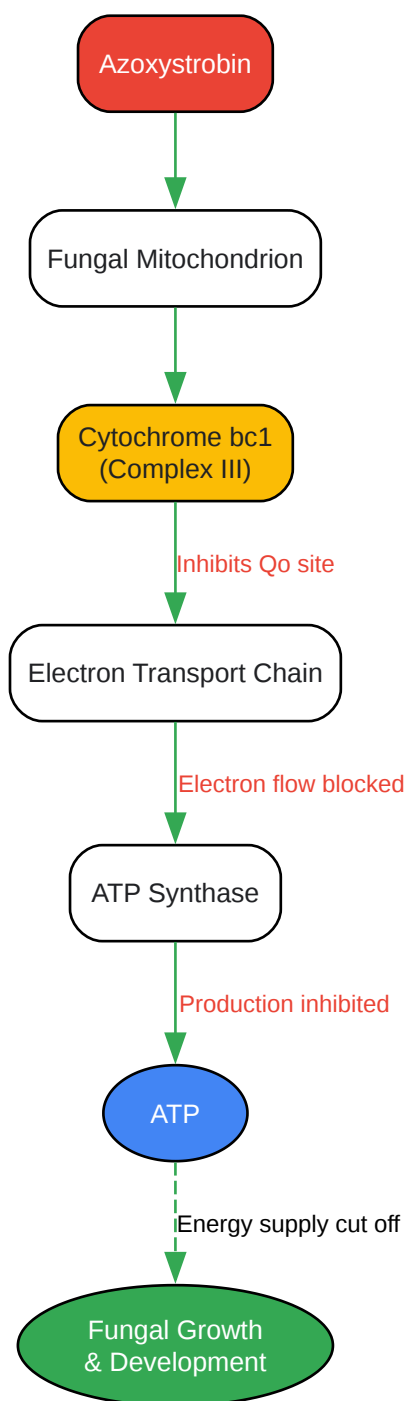 Azoxystrobin
Fungal Mitochondrion
Cytochrome bc1
(Complex III)
Inhibits Qo site
Electron Transport Chain
Electron flow blocked
ATP Synthase
Production inhibited
ATP
Energy supply cut off
Fungal Growth
& Development